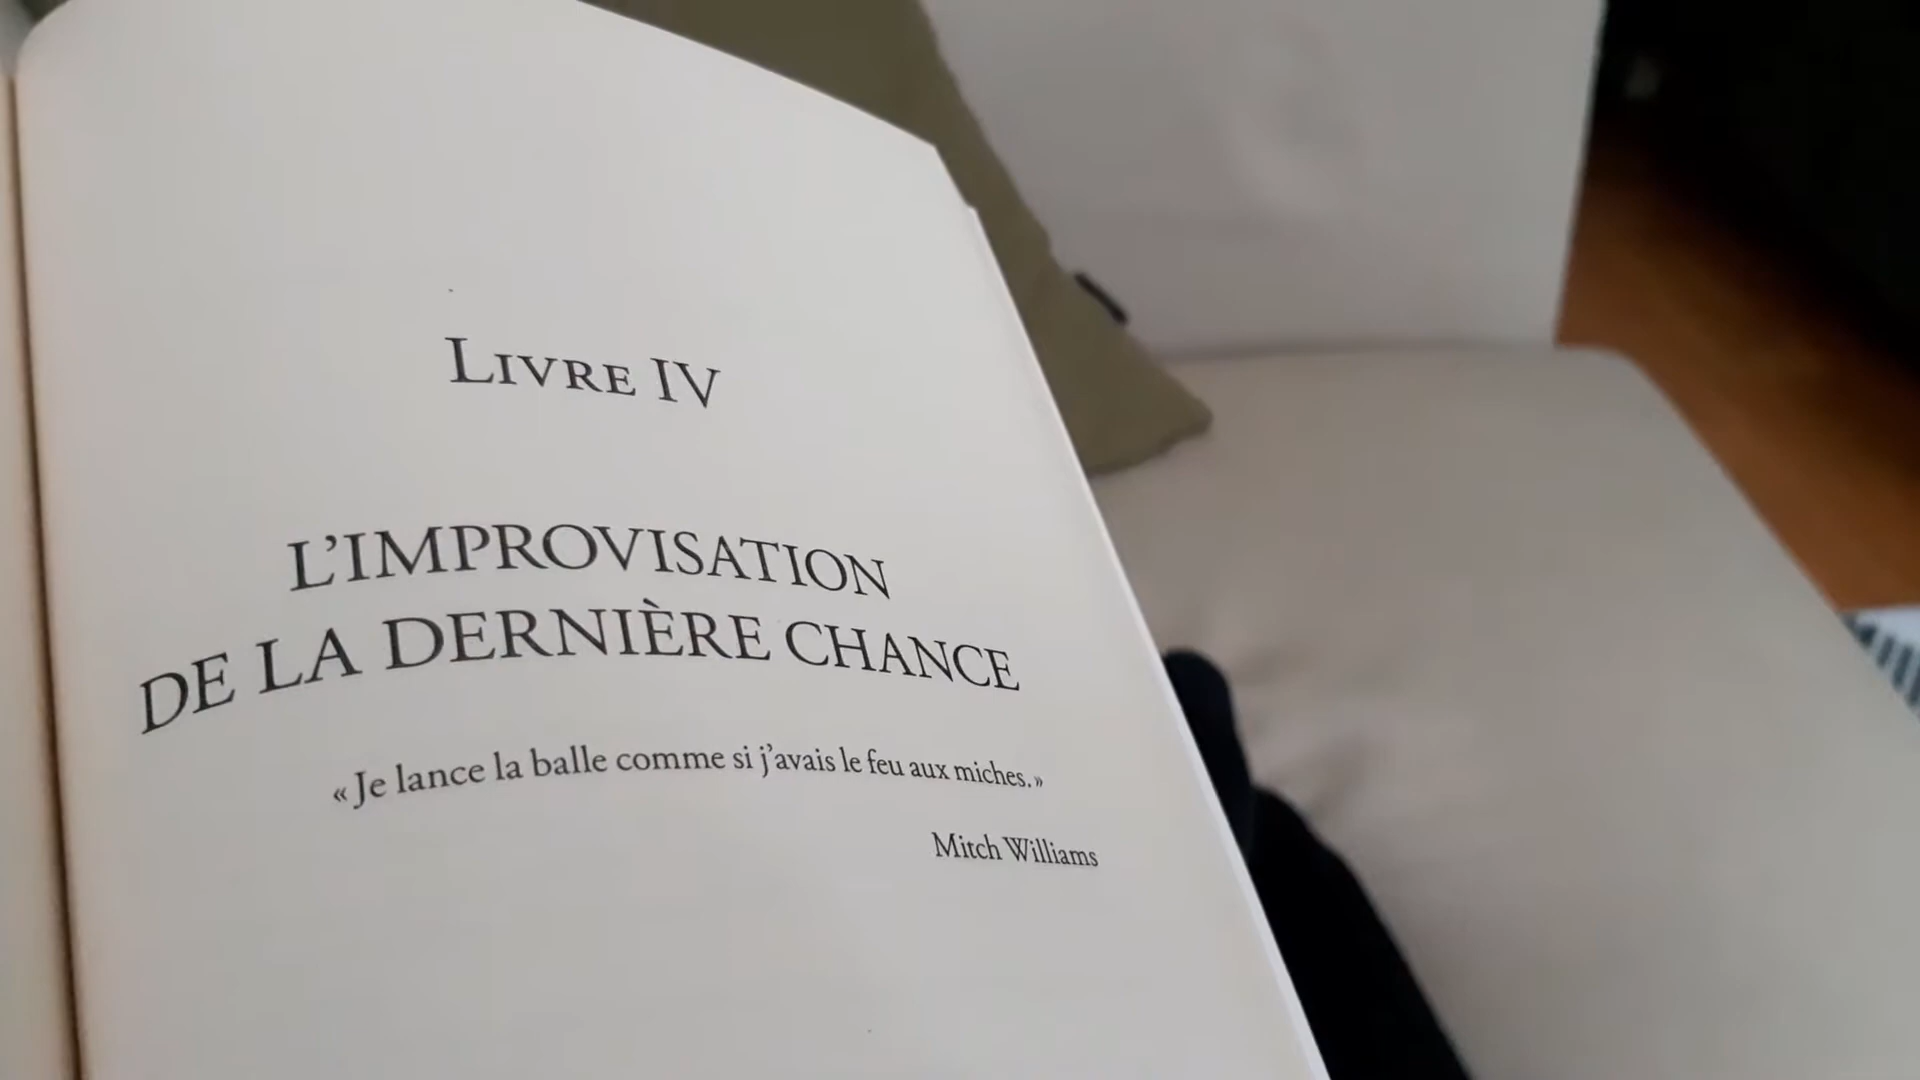 LIVRE IV
L'IMPROVISATION
DE LA DERNIÈRE CHANCE
«Je lance la balle comme si j'avais le feu aux miches.»
Mitch Williams